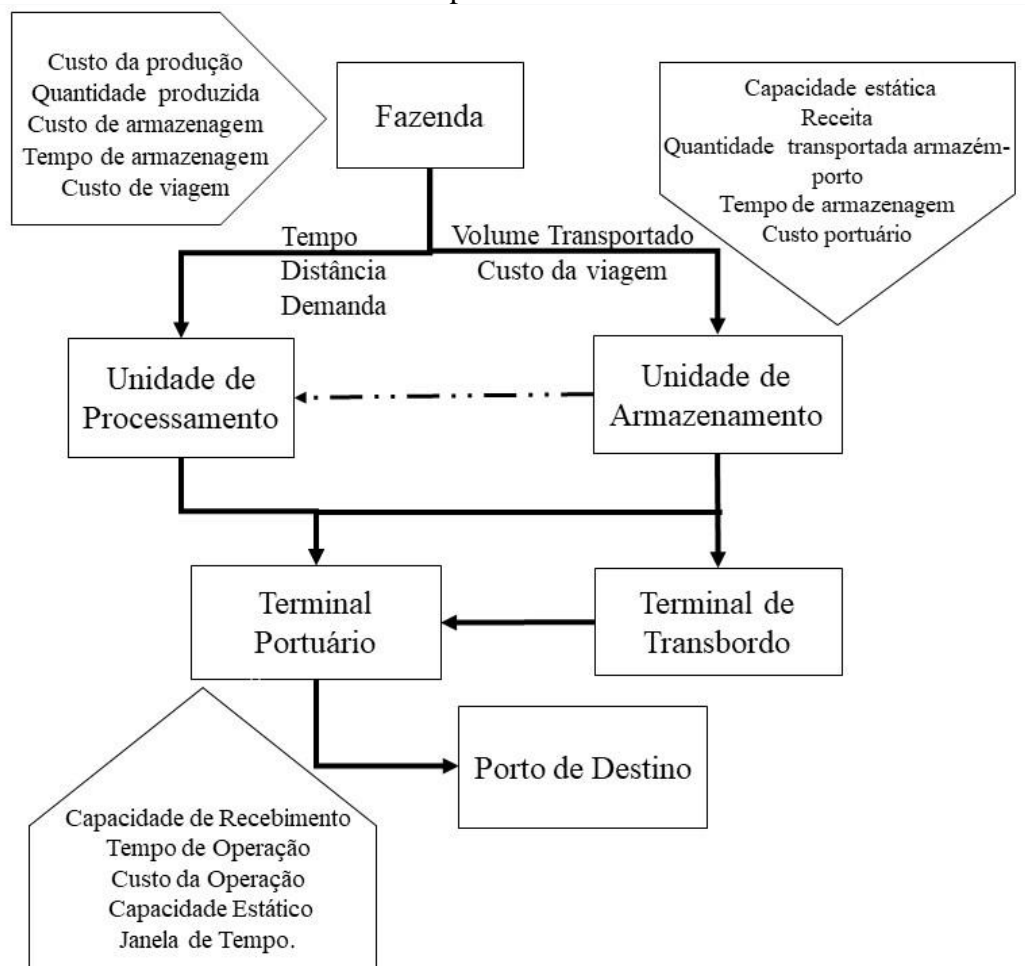 Custo da produção
Quantidade produzida
Custo de armazenagem
Tempo de armazenagem
Custo de viagem
Fazenda
Capacidade estática
Receita
Quantidade transportada armazém-
porto
Tempo de armazenagem
Custo portuário
Tempo
Distância
Demanda
Volume Transportado
Custo da viagem
Unidade de
Processamento
Unidade de
Armazenamento
Terminal
Portuário
Terminal de
Transbordo
Porto de Destino
Capacidade de Recebimento
Tempo de Operação
Custo da Operação
Capacidade Estático
Janela de Tempo.